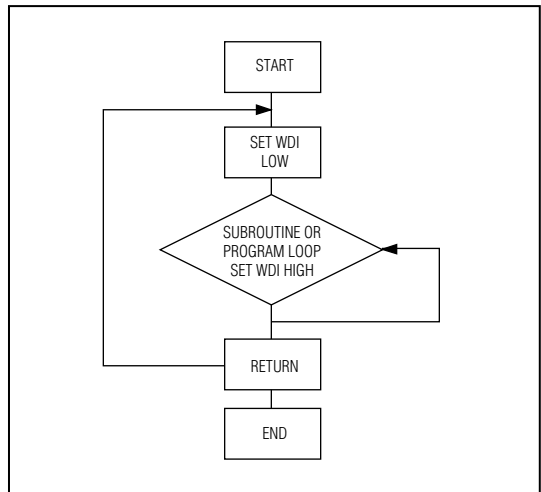 START
SET WDI
LOW
SUBROUTINE OR
PROGRAM LOOP
SET WDI HIGH
RETURN
END